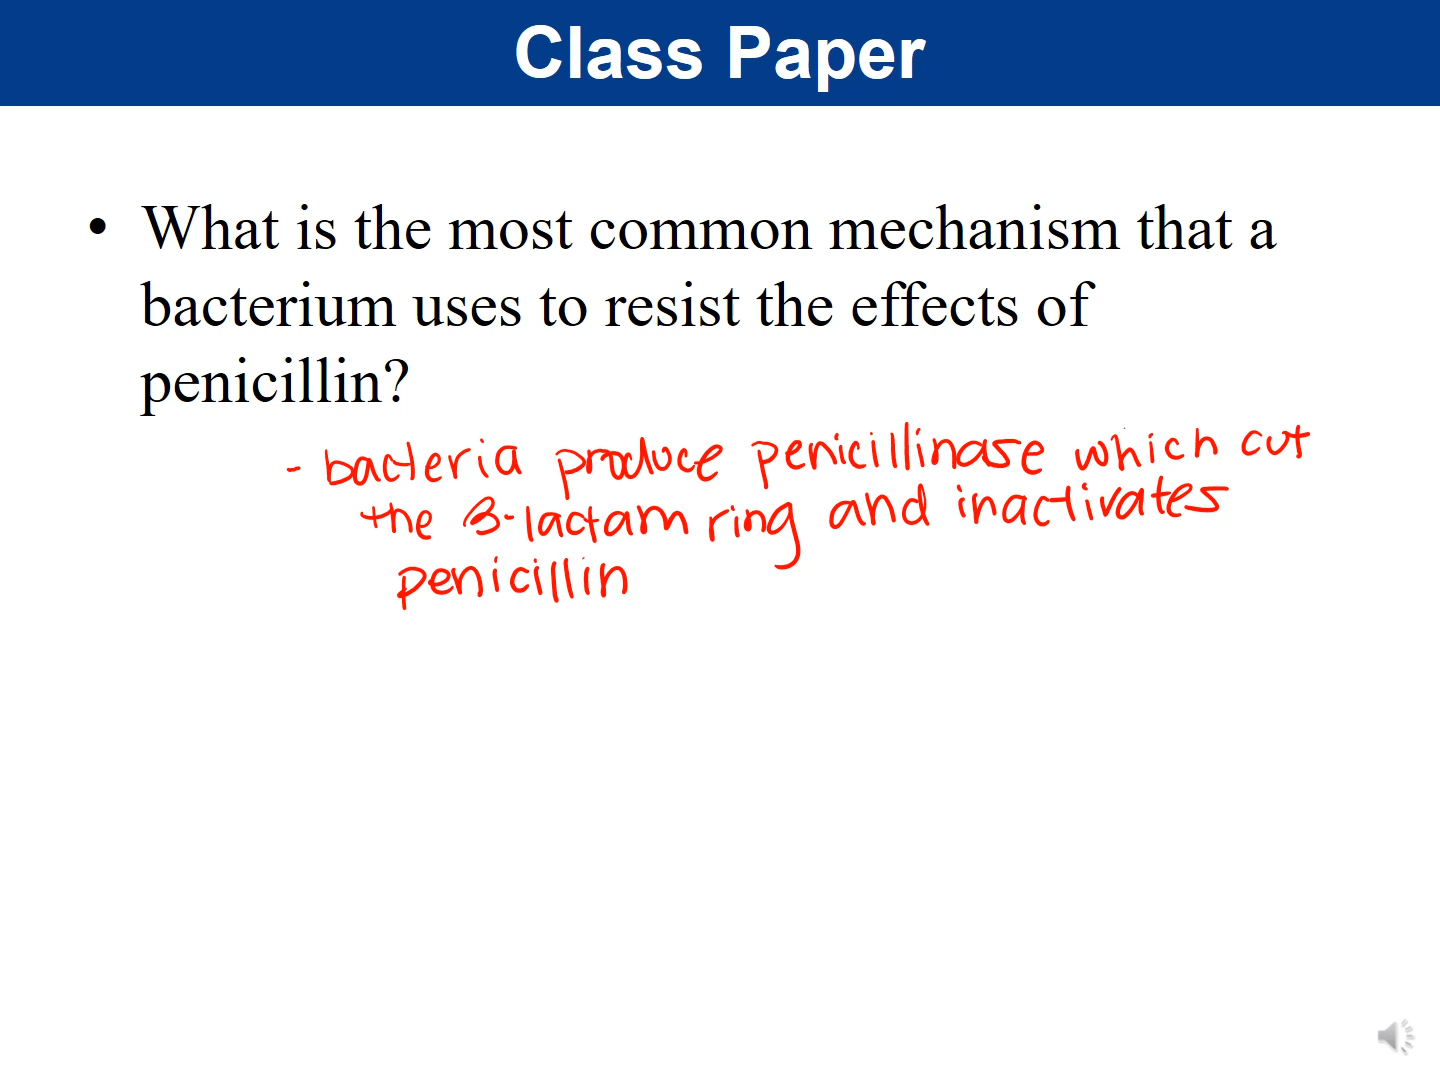 Class Paper
• What is the most common mechanism that a
bacterium uses to resist the effects of
penicillin?
- bacteria produce penicillinase which cut
the β-lactam ring and inactivates
penicillin